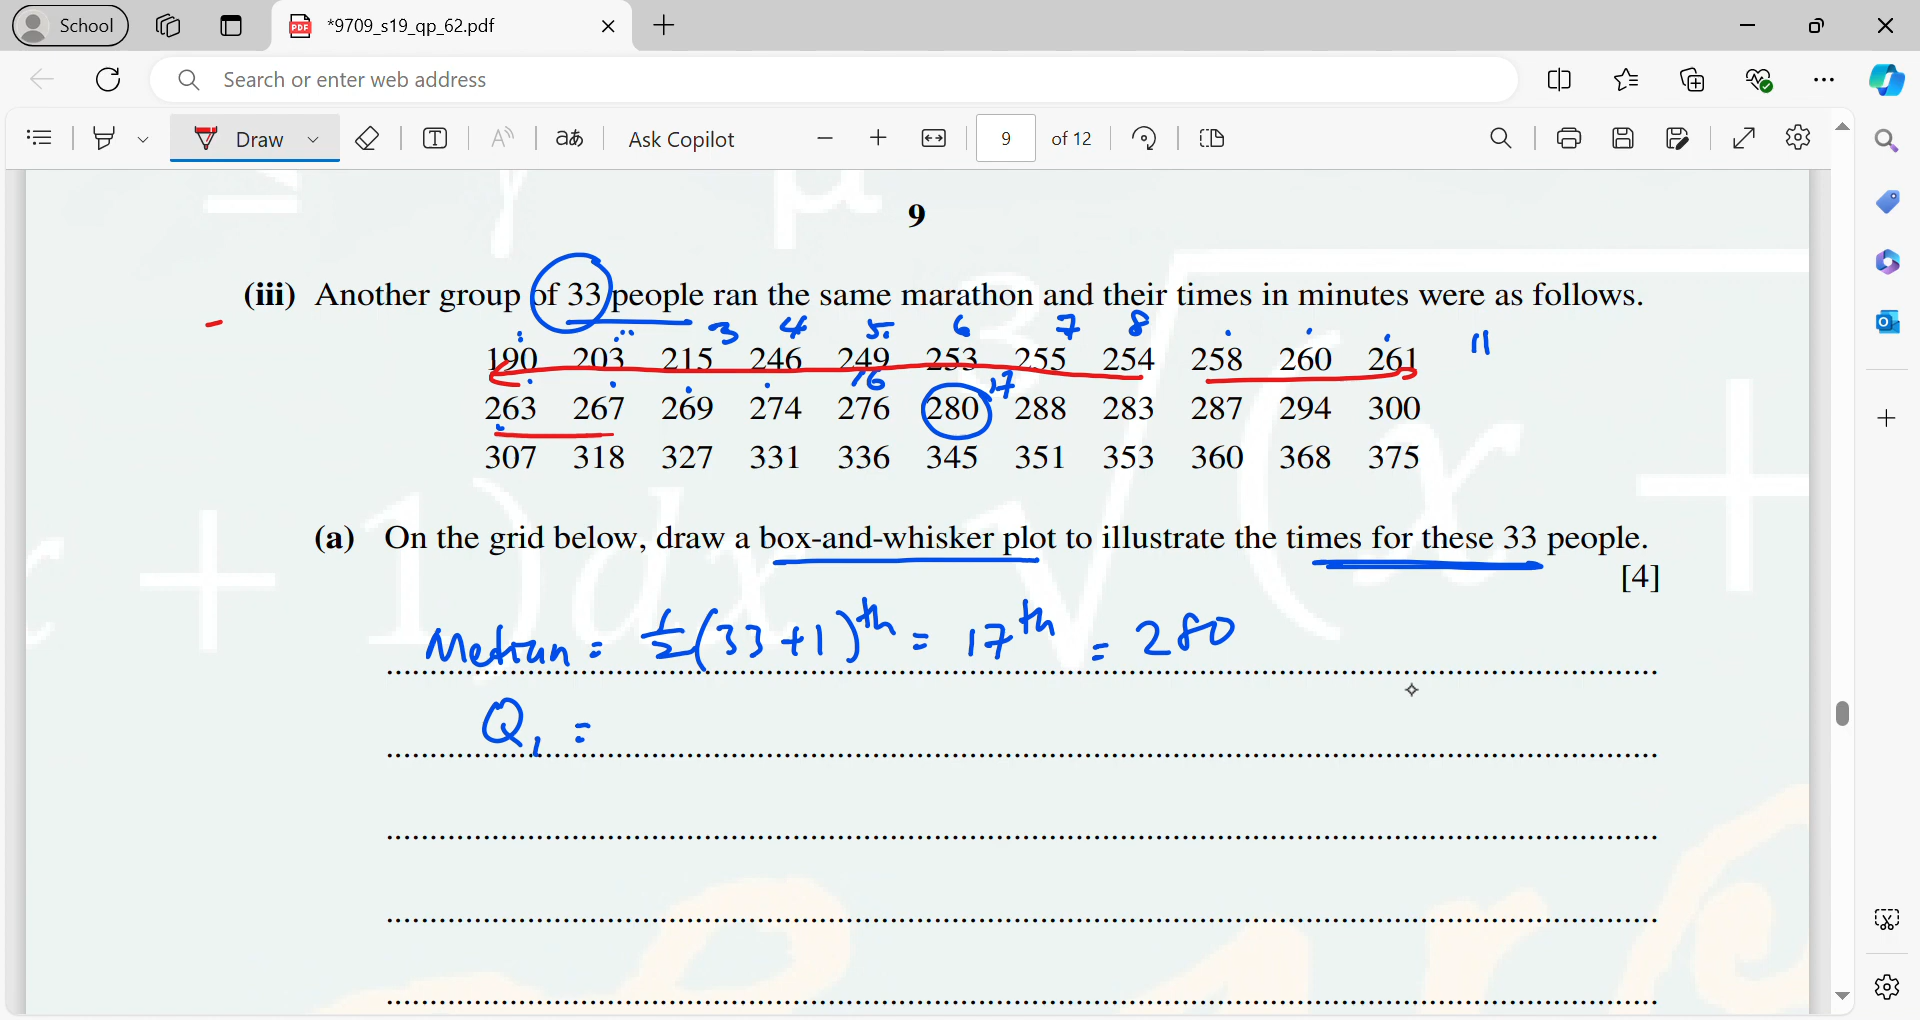 School
*9709_s19_qp_62.pdf
Search or enter web address
Draw
Ask Copilot
9 of 12
9
(iii) Another group of 33 people ran the same marathon and their times in minutes were as follows.
3 4 5 6 7 8
190 203 215 246 249 253 255 254 258 260 261 11
16 17
263 267 269 274 276 280 288 283 287 294 300
307 318 327 331 336 345 351 353 360 368 375
(a) On the grid below, draw a box-and-whisker plot to illustrate the times for these 33 people.
[4]
Median = 1/2 (33+1)th = 17th = 280
Q1 =